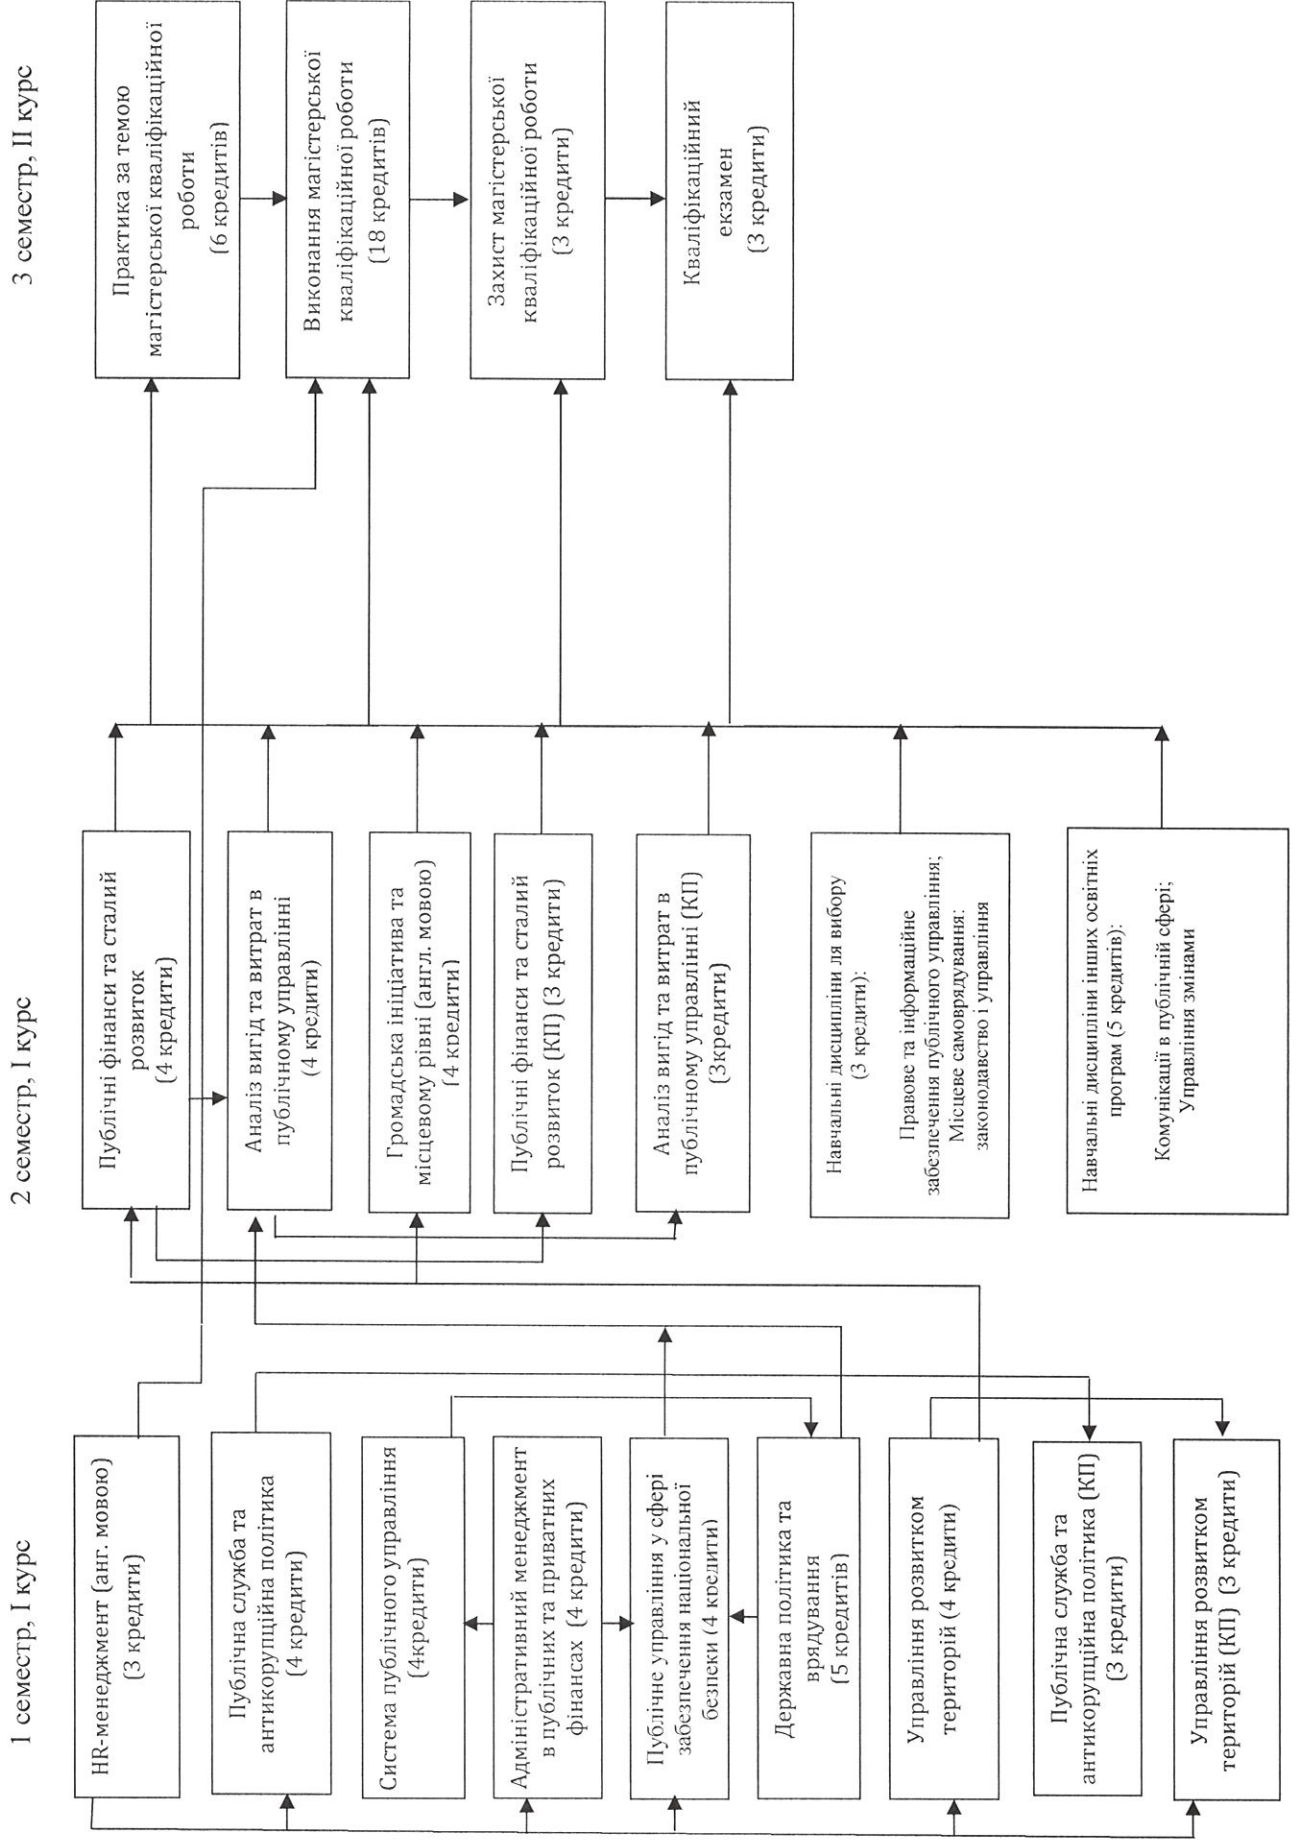 1 семестр, І курс
HR-менеджмент (анг. мовою)
(3 кредити)
Публічна служба та
антикорупційна політика
(4 кредити)
Система публічного управління
(4кредити)
Адміністративний менеджмент
в публічних та приватних
фінансах (4 кредити)
Публічне управління у сфері
забезпечення національної
безпеки (4 кредити)
Державна політика та
врядування
(5 кредитів)
Управління розвитком
територій (4 кредити)
Публічна служба та
антикорупційна політика (КП)
(3 кредити)
Управління розвитком
територій (КП) (3 кредити)
2 семестр, І курс
Публічні фінанси та сталий
розвиток
(4 кредити)
Аналіз вигід та витрат в
публічному управлінні
(4 кредити)
Громадська ініціатива та
місцевому рівні (англ. мовою)
(4 кредити)
Публічні фінанси та сталий
розвиток (КП) (3 кредити)
Аналіз вигід та витрат в
публічному управлінні (КП)
(3кредити)
Навчальні дисципліни ля вибору
(3 кредити):
Правове та інформаційне
забезпечення публічного управління;
Місцеве самоврядування:
законодавство і управління
Навчальні дисципліни інших освітніх
програм (5 кредитів):
Комунікації в публічній сфері;
Управління змінами
3 семестр, ІІ курс
Практика за темою
магістерської кваліфікаційної
роботи
(6 кредитів)
Виконання магістерської
кваліфікаційної роботи
(18 кредитів)
Захист магістерської
кваліфікаційної роботи
(3 кредити)
Кваліфікаційний
екзамен
(3 кредити)